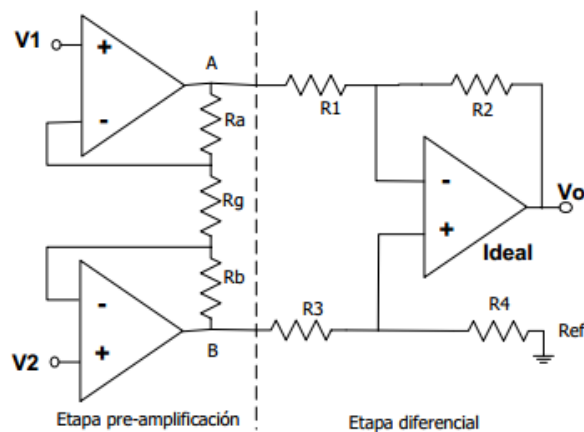 V1
+
-
A
Ra
Rg
Rb
-
+
V2
B
R1
R2
-
+
Ideal
Vo
R3
R4
Ref
Etapa pre-amplificación
Etapa diferencial